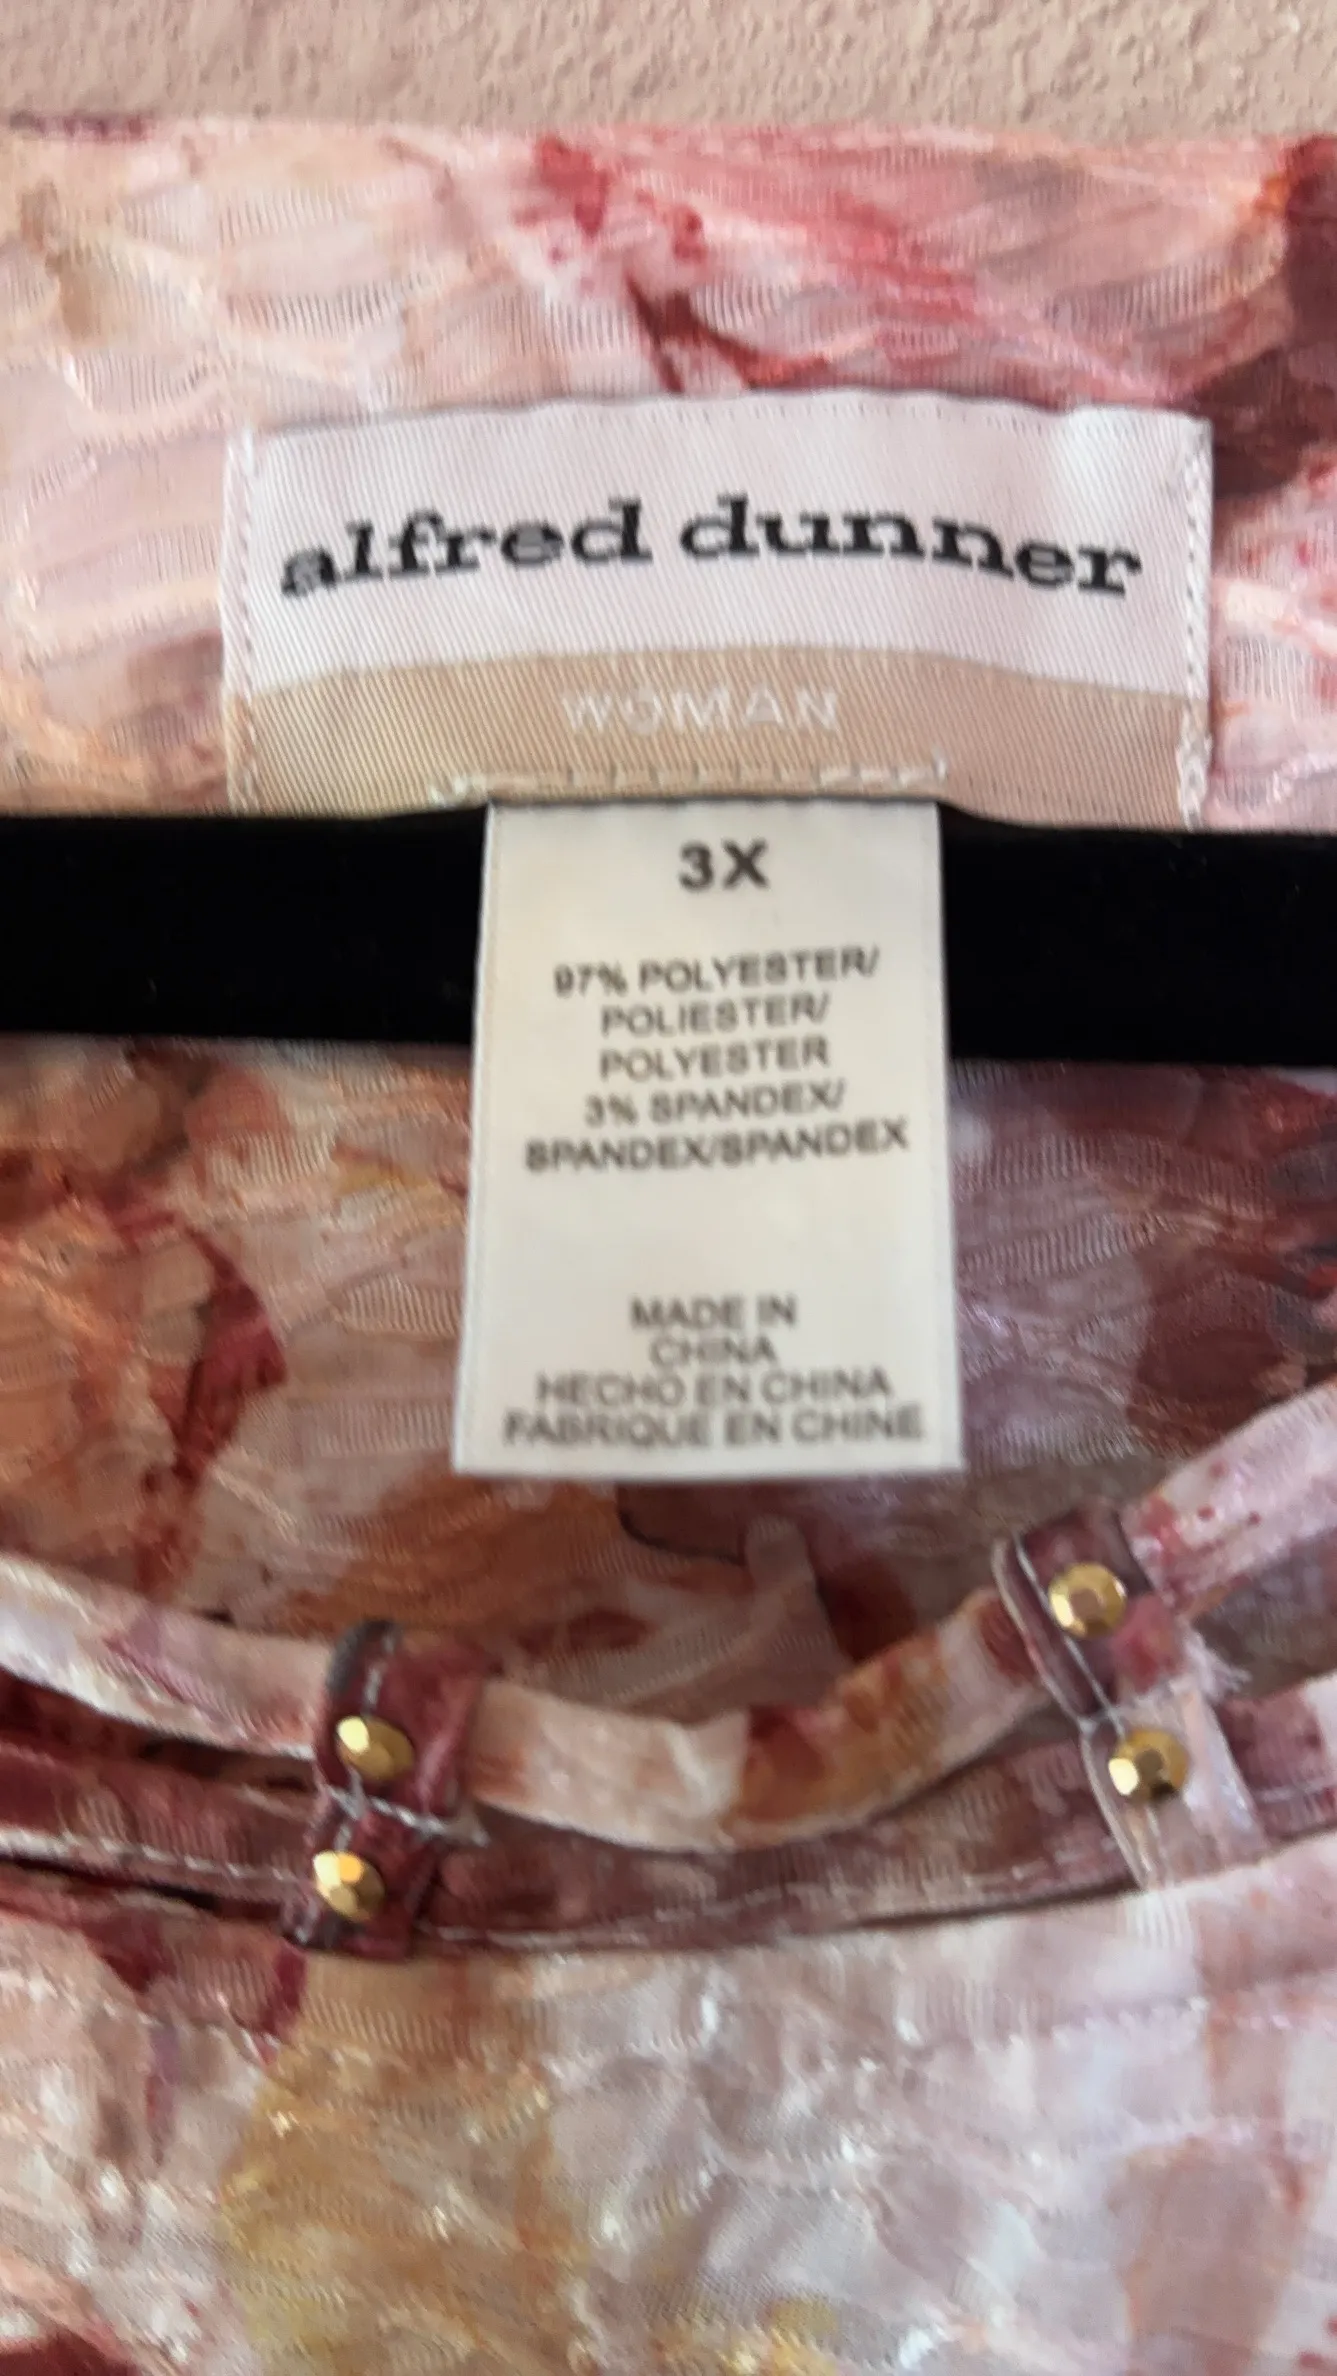 alfred dunner
WOMAN
3X
97% POLYESTER/
POLIESTER/
POLYESTER
3% SPANDEX/
SPANDEX/SPANDEX
MADE IN
CHINA
HECHO EN CHINA
FABRIQUE EN CHINE